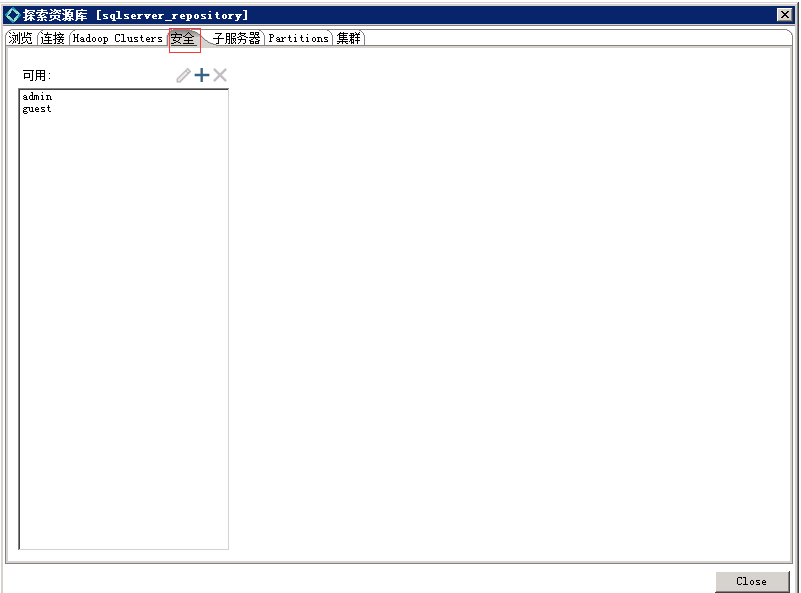 探索资源库 [sqlserver_repository]
浏览 连接 Hadoop Clusters 安全 子服务器 Partitions 集群
可用:
admin
guest
Close